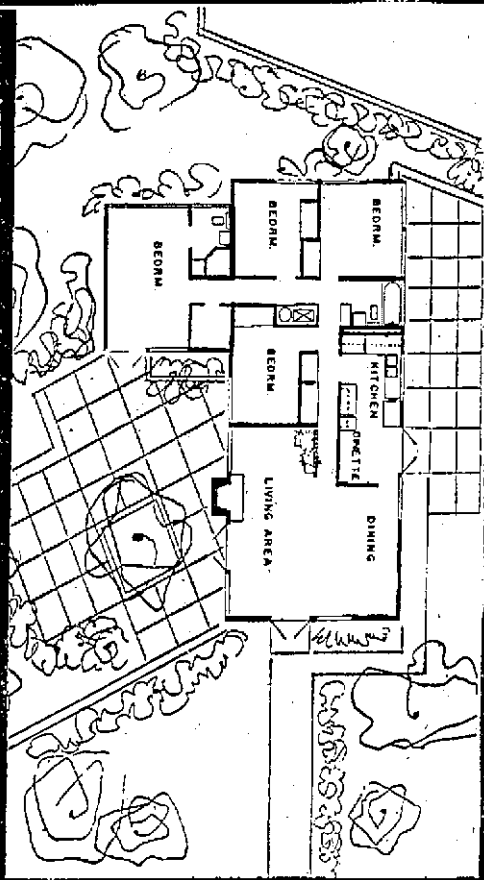 BEDRM.
BEDRM.
BEDRM.
BEDRM.
KITCHEN
DINETTE
LIVING AREA
DINING